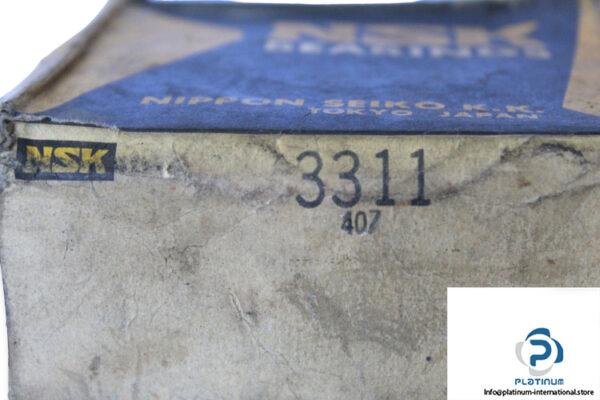 NSK
BEARINGS
NIPPON SEIKO K.K.
TOKYO JAPAN
NSK
3311
407
PLATINUM
Info@platinum-international.store